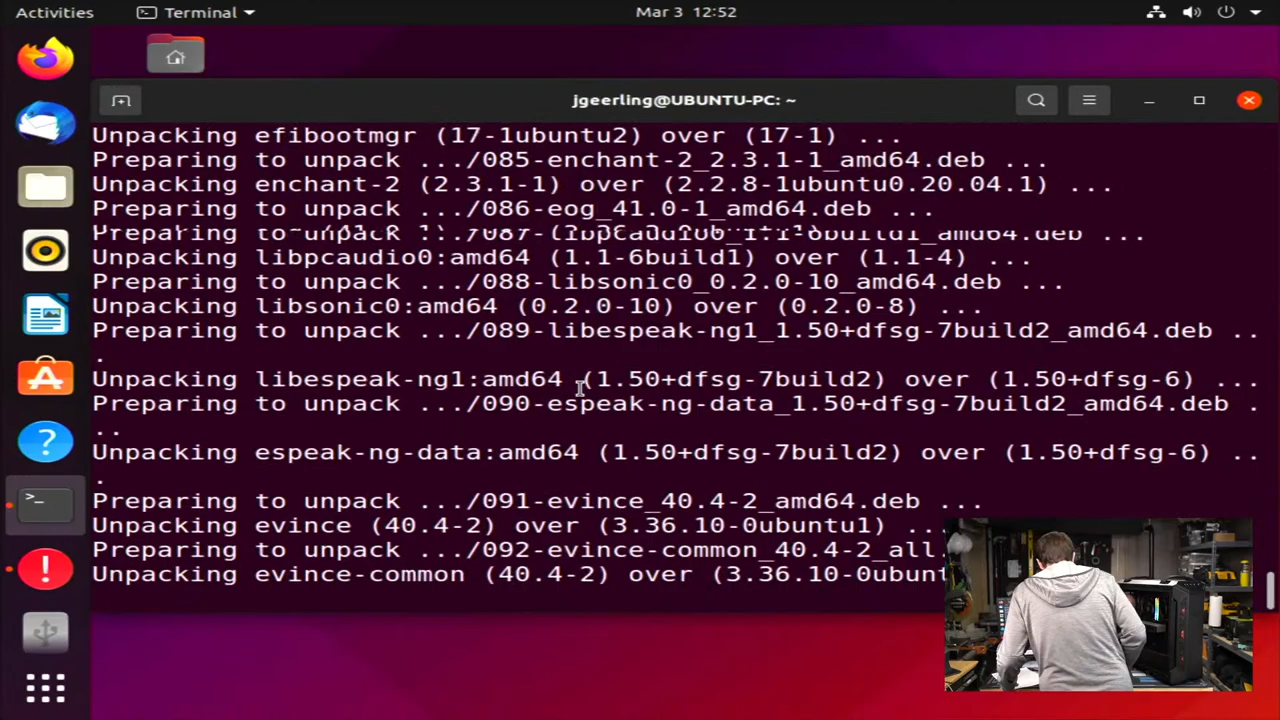 Activities Terminal Mar 3 12:52
jgeerling@UBUNTU-PC: ~
Unpacking efibootmgr (17-1ubuntu2) over (17-1) ...
Preparing to unpack .../085-enchant-2_2.3.1-1_amd64.deb ...
Unpacking enchant-2 (2.3.1-1) over (2.2.8-1ubuntu0.20.04.1) ...
Preparing to unpack .../086-eog_41.0-1_amd64.deb ...
Preparing to unpack
Unpacking libpcaudio0:amd64 (1.1-6build1) over (1.1-4) ...
Preparing to unpack .../088-libsonic0_0.2.0-10_amd64.deb ...
Unpacking libsonic0:amd64 (0.2.0-10) over (0.2.0-8) ...
Preparing to unpack .../089-libespeak-ng1_1.50+dfsg-7build2_amd64.deb ..
.
Unpacking libespeak-ng1:amd64 (1.50+dfsg-7build2) over (1.50+dfsg-6) ...
Preparing to unpack .../090-espeak-ng-data_1.50+dfsg-7build2_amd64.deb .
..
Unpacking espeak-ng-data:amd64 (1.50+dfsg-7build2) over (1.50+dfsg-6) ..
.
Preparing to unpack .../091-evince_40.4-2_amd64.deb ...
Unpacking evince (40.4-2) over (3.36.10-0ubuntu1) ...
Preparing to unpack .../092-evince-common_40.4-2_all.
Unpacking evince-common (40.4-2) over (3.36.10-0ubunt